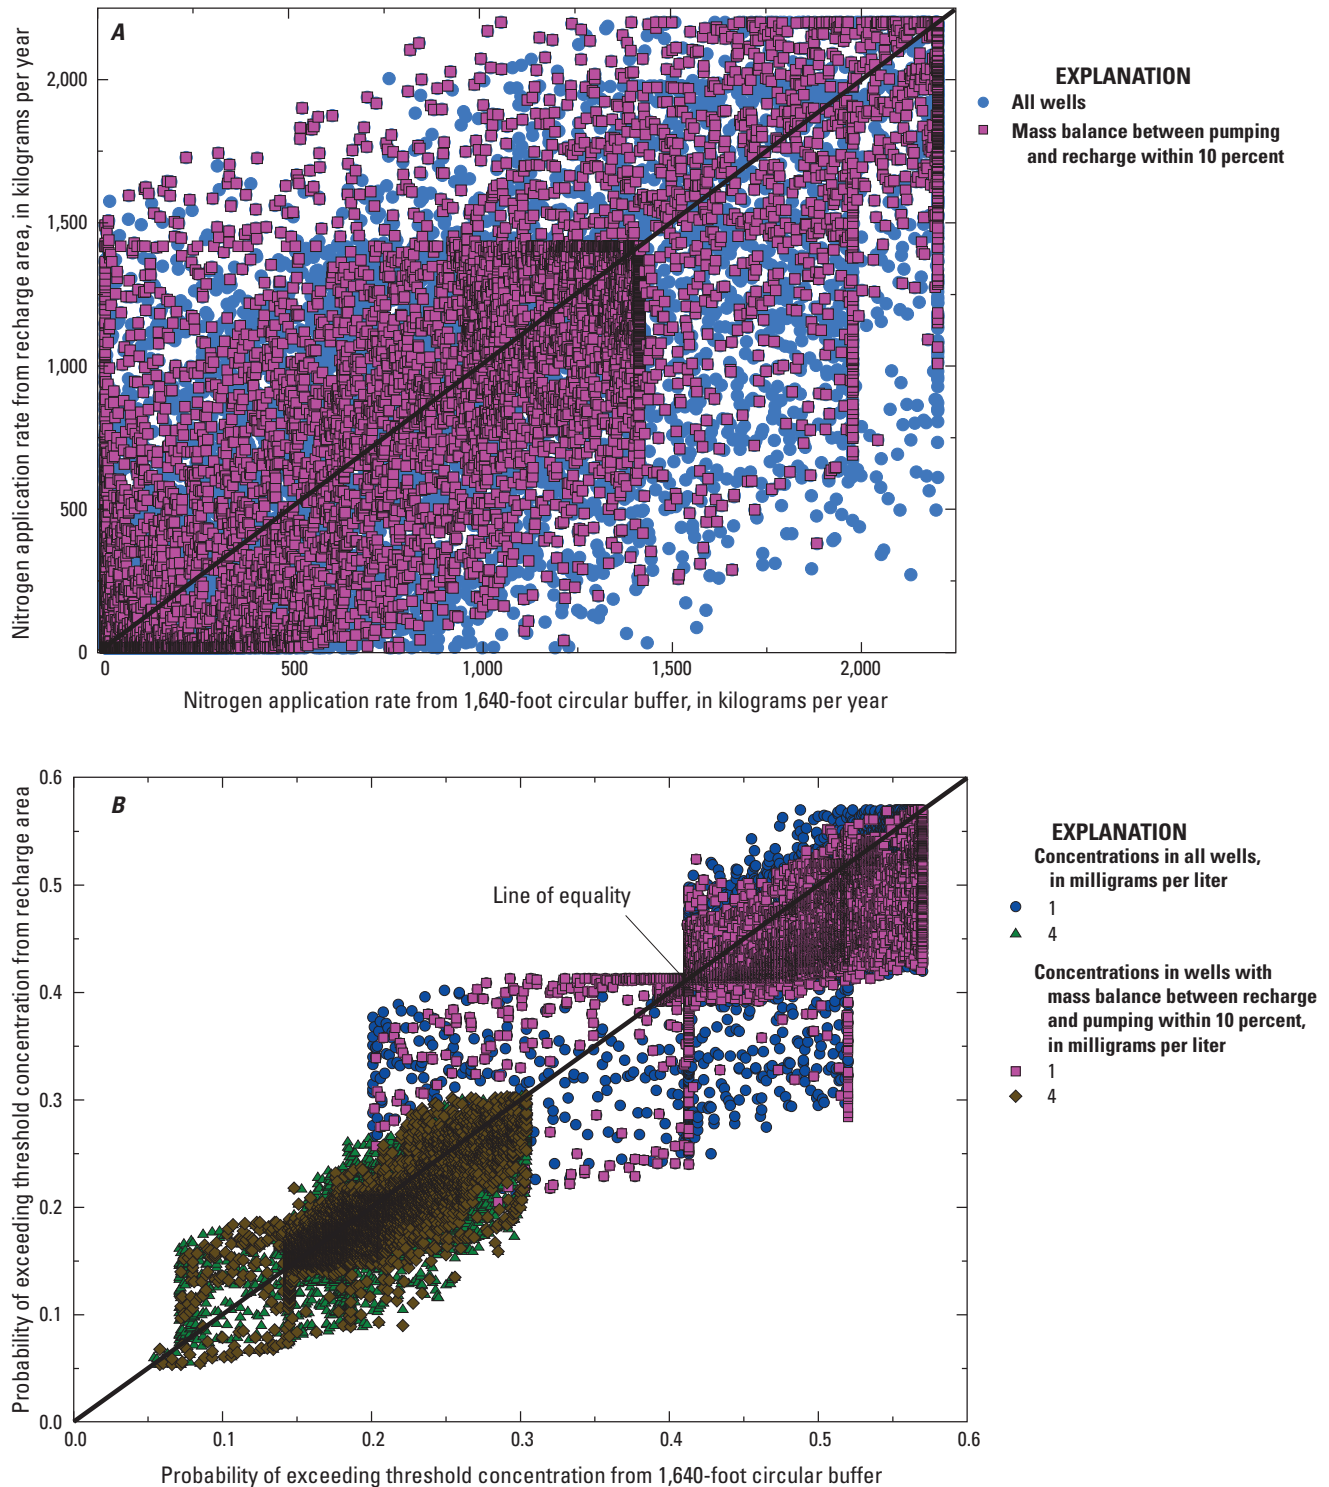 A
Nitrogen application rate from recharge area, in kilograms per year
2,000
1,500
1,000
500
0
0 500 1,000 1,500 2,000
Nitrogen application rate from 1,640-foot circular buffer, in kilograms per year
EXPLANATION
All wells
Mass balance between pumping
and recharge within 10 percent
B
Probability of exceeding threshold concentration from recharge area
0.6
0.5
0.4
0.3
0.2
0.1
0.0
Line of equality
0.0 0.1 0.2 0.3 0.4 0.5 0.6
Probability of exceeding threshold concentration from 1,640-foot circular buffer
EXPLANATION
Concentrations in all wells,
in milligrams per liter
1
4
Concentrations in wells with
mass balance between recharge
and pumping within 10 percent,
in milligrams per liter
1
4